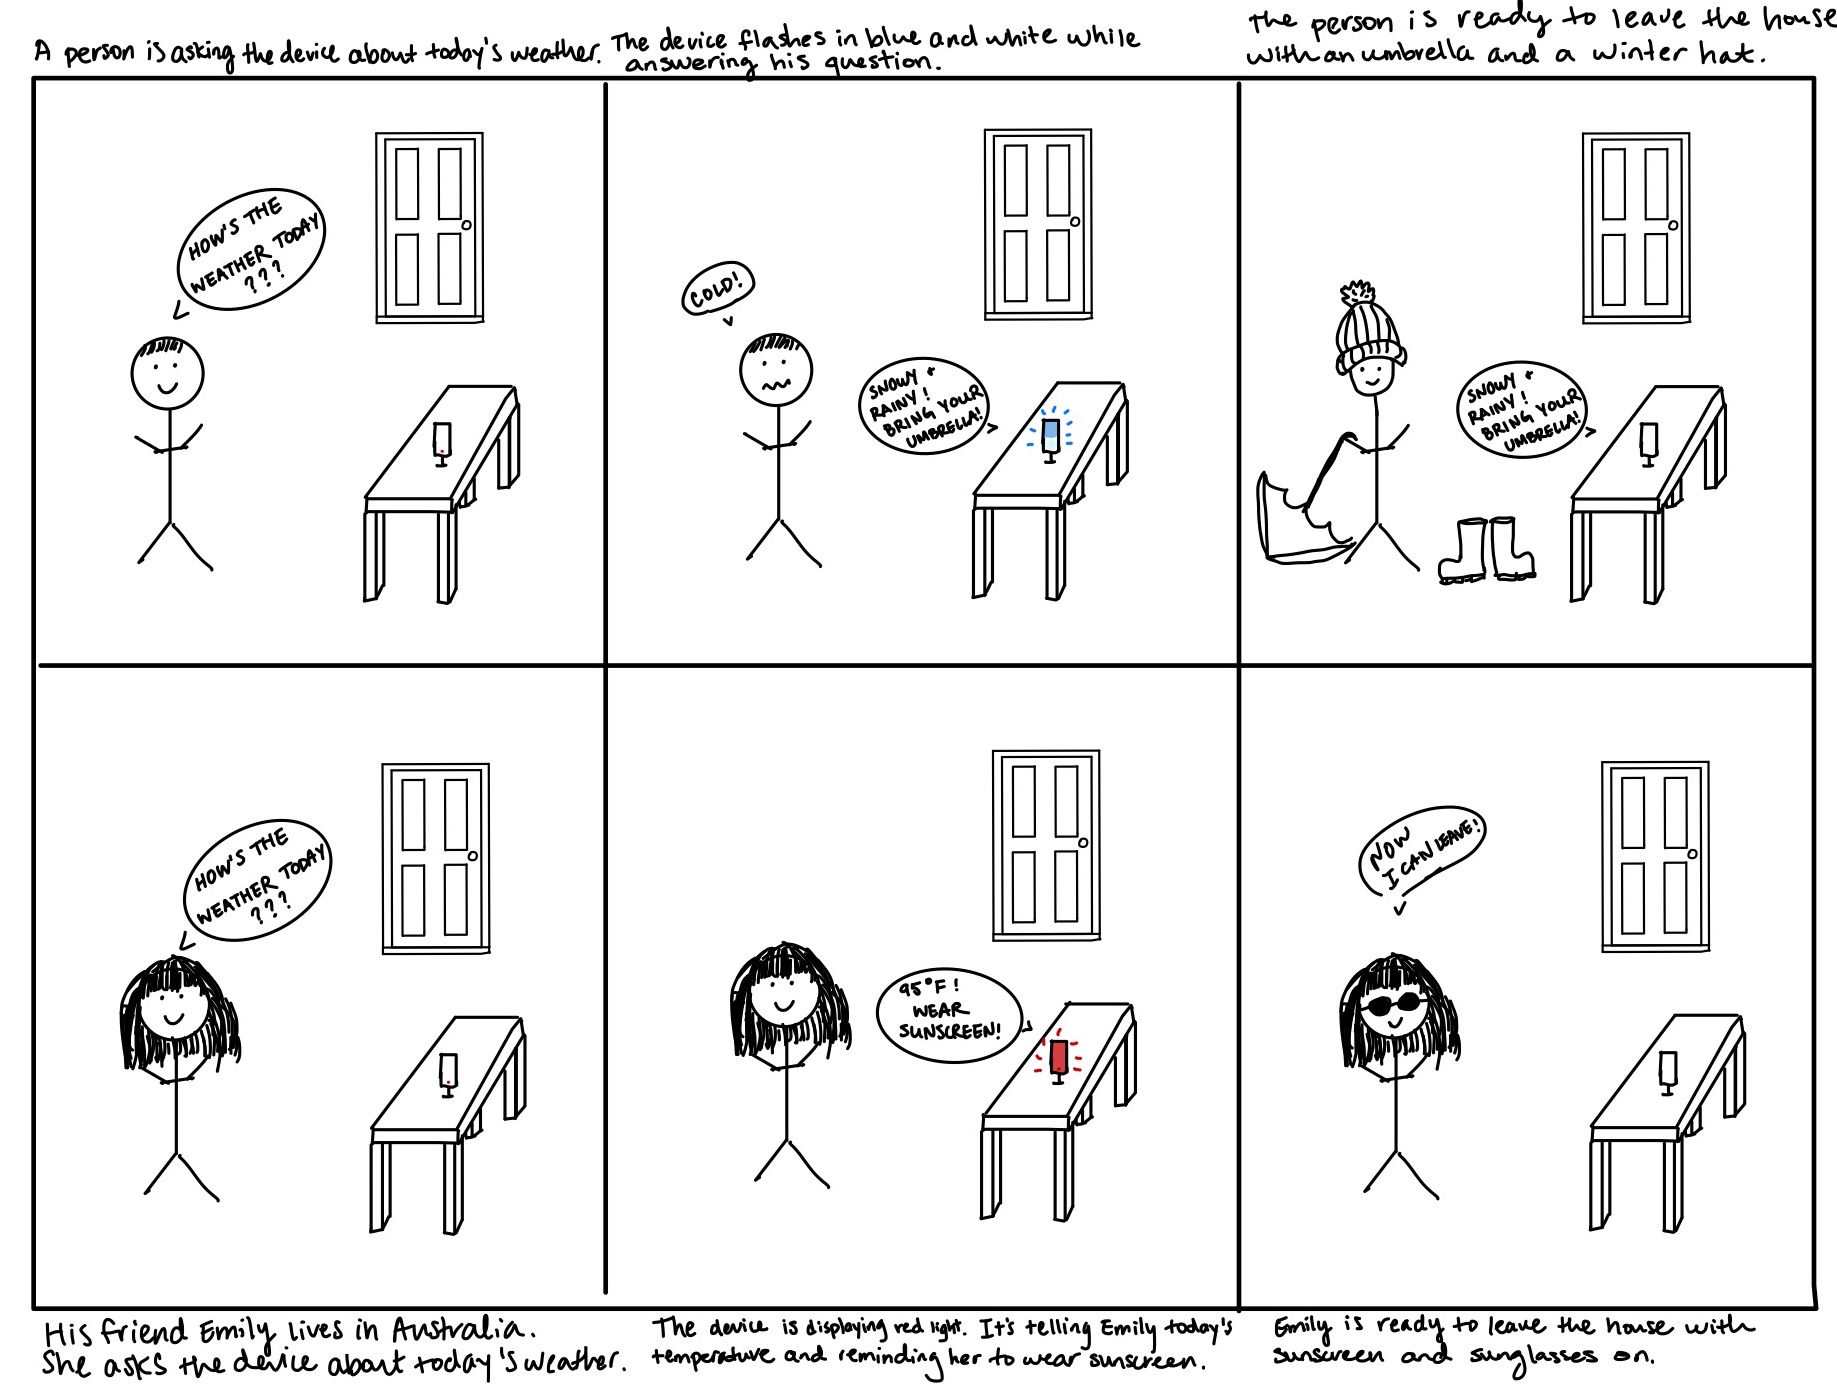 A person is asking the device about today's weather.
The device flashes in blue and white while
answering his question.
The person is ready to leave the house
with an umbrella and a winter hat.
HOW'S THE
WEATHER TODAY
???
COLD!
SNOWY &
RAINY!
BRING YOUR
UMBRELLA!
SNOWY &
RAINY!
BRING YOUR
UMBRELLA!
HOW'S THE
WEATHER TODAY
???
95°F!
WEAR
SUNSCREEN!
NOW
I CAN LEAVE!
His friend Emily lives in Australia.
She asks the device about today's weather.
The device is displaying red light. It's telling Emily today's
temperature and reminding her to wear sunscreen.
Emily is ready to leave the house with
sunscreen and sunglasses on.